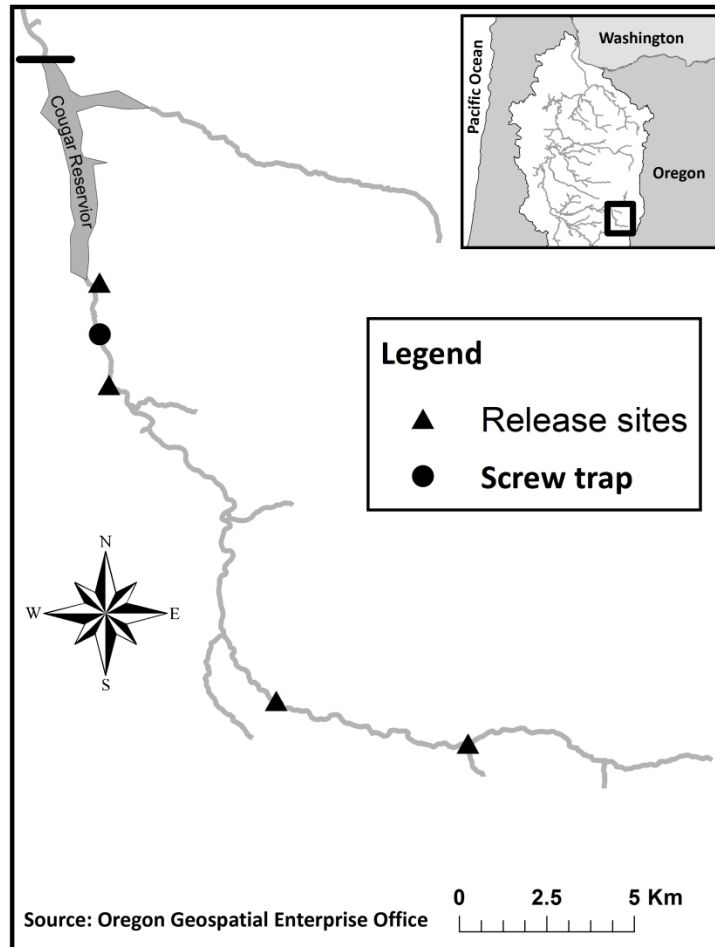 Washington
Pacific Ocean
Oregon
Cougar Reservior
Legend
Release sites
Screw trap
N
W E
S
0 2.5 5 Km
Source: Oregon Geospatial Enterprise Office